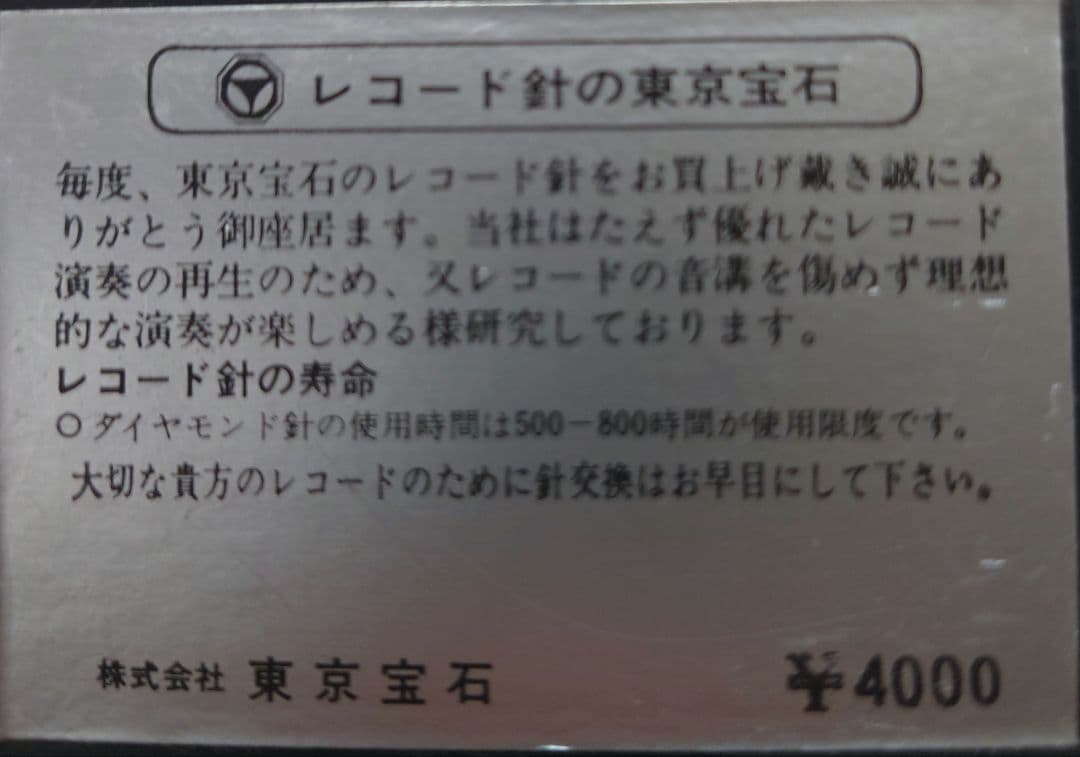 レコード針の東京宝石
毎度、東京宝石のレコード針をお買上げ戴き誠にあ
りがとう御座居ます。当社はたえず優れたレコード
演奏の再生のため、又レコードの音溝を傷めず理想
的な演奏が楽しめる様研究しております。
レコード針の寿命
○ダイヤモンド針の使用時間は500－800時間が使用限度です。
大切な貴方のレコードのために針交換はお早目にして下さい。
株式会社 東京宝石 ¥4000